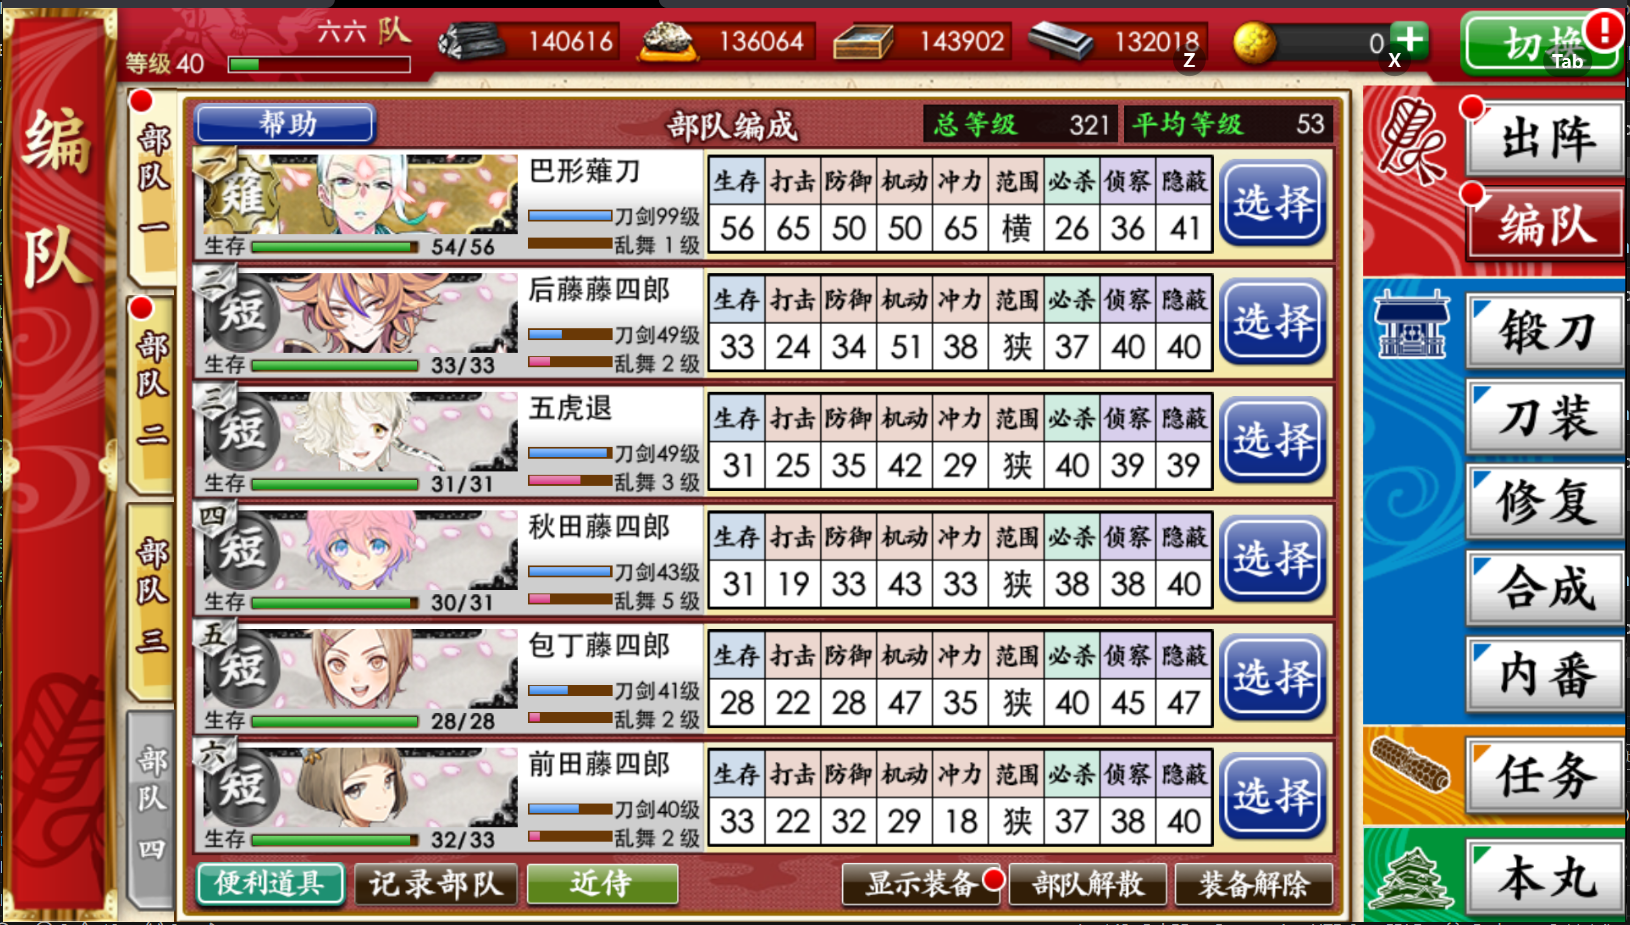 编队
六六 队
等级 40
140616
136064
143902
132018
Z
0
X
切换
Tab
部队一
部队二
部队三
部队四
帮助
部队编成
总等级 321
平均等级 53
一
薙
巴形薙刀
刀剑99级
乱舞 1 级
生存 54/56
生存 打击 防御 机动 冲力 范围 必杀 侦察 隐蔽
56 65 50 50 65 横 26 36 41
选择
二
短
后藤藤四郎
刀剑49级
乱舞 2 级
生存 33/33
生存 打击 防御 机动 冲力 范围 必杀 侦察 隐蔽
33 24 34 51 38 狭 37 40 40
选择
三
短
五虎退
刀剑49级
乱舞 3 级
生存 31/31
生存 打击 防御 机动 冲力 范围 必杀 侦察 隐蔽
31 25 35 42 29 狭 40 39 39
选择
四
短
秋田藤四郎
刀剑43级
乱舞 5 级
生存 30/31
生存 打击 防御 机动 冲力 范围 必杀 侦察 隐蔽
31 19 33 43 33 狭 38 38 40
选择
五
短
包丁藤四郎
刀剑41级
乱舞 2 级
生存 28/28
生存 打击 防御 机动 冲力 范围 必杀 侦察 隐蔽
28 22 28 47 35 狭 40 45 47
选择
六
短
前田藤四郎
刀剑40级
乱舞 2 级
生存 32/33
生存 打击 防御 机动 冲力 范围 必杀 侦察 隐蔽
33 22 32 29 18 狭 37 38 40
选择
便利道具
记录部队
近侍
显示装备
部队解散
装备解除
出阵
编队
锻刀
刀装
修复
合成
内番
任务
本丸